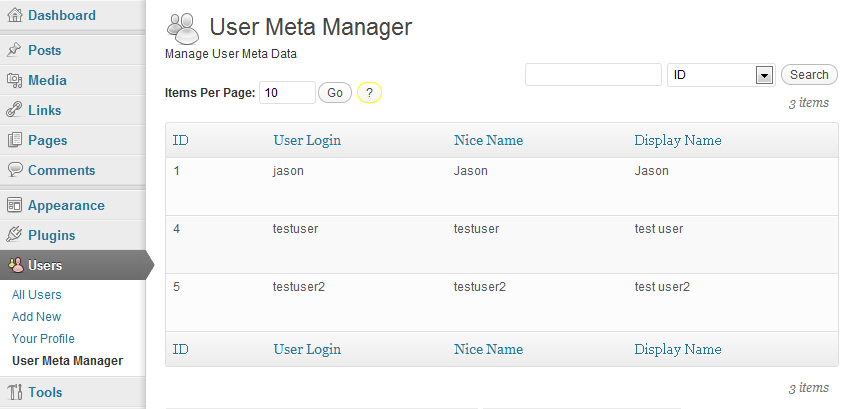 Dashboard
Posts
Media
Links
Pages
Comments
Appearance
Plugins
Users
All Users
Add New
Your Profile
User Meta Manager
Tools
User Meta Manager
Manage User Meta Data
ID Search
Items Per Page: 10 Go ?
3 items
ID User Login Nice Name Display Name
1 jason Jason Jason
4 testuser testuser test user
5 testuser2 testuser2 test user2
ID User Login Nice Name Display Name
3 items